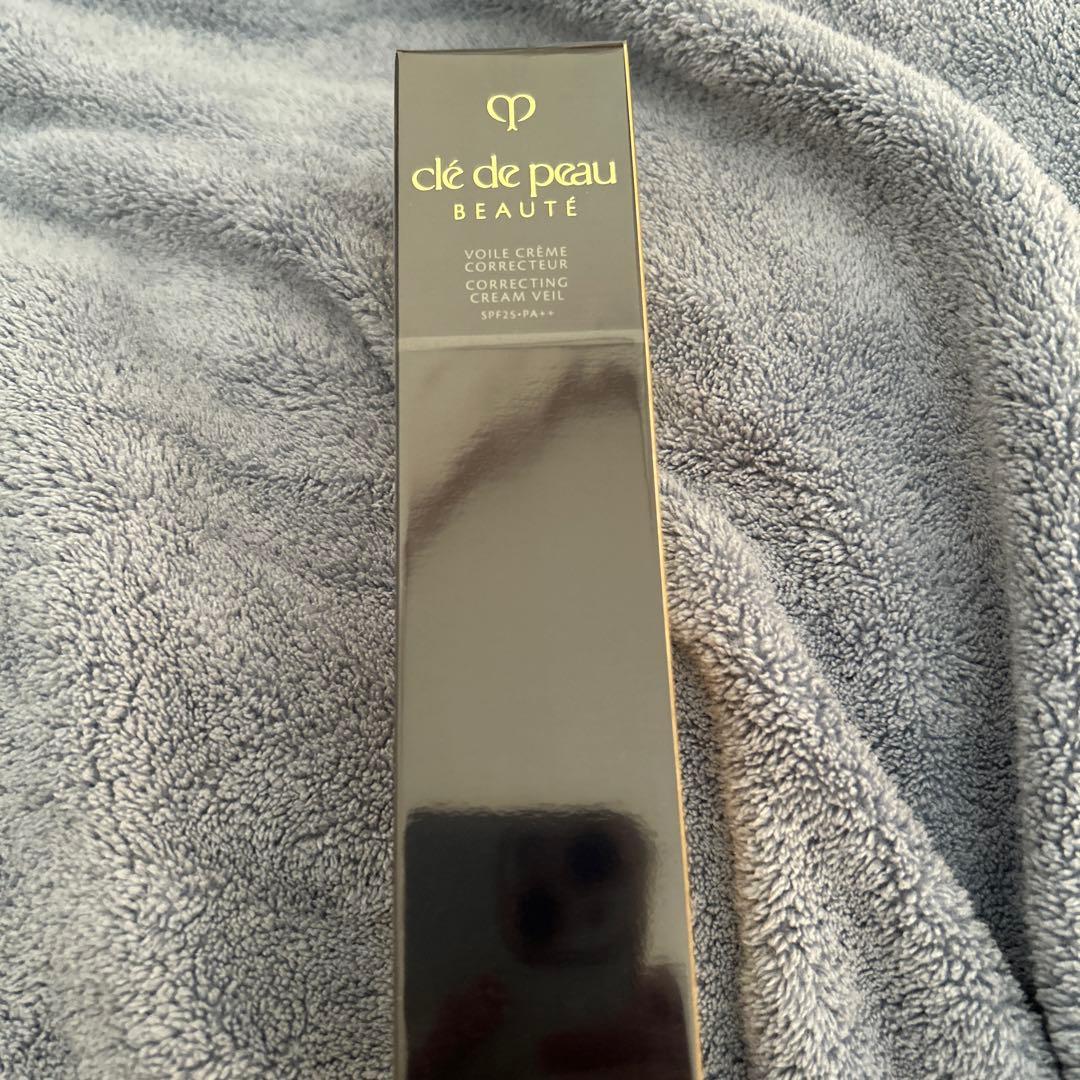 clé de peau
BEAUTÉ
VOILE CRÈME
CORRECTEUR
CORRECTING
CREAM VEIL
SPF25•PA++